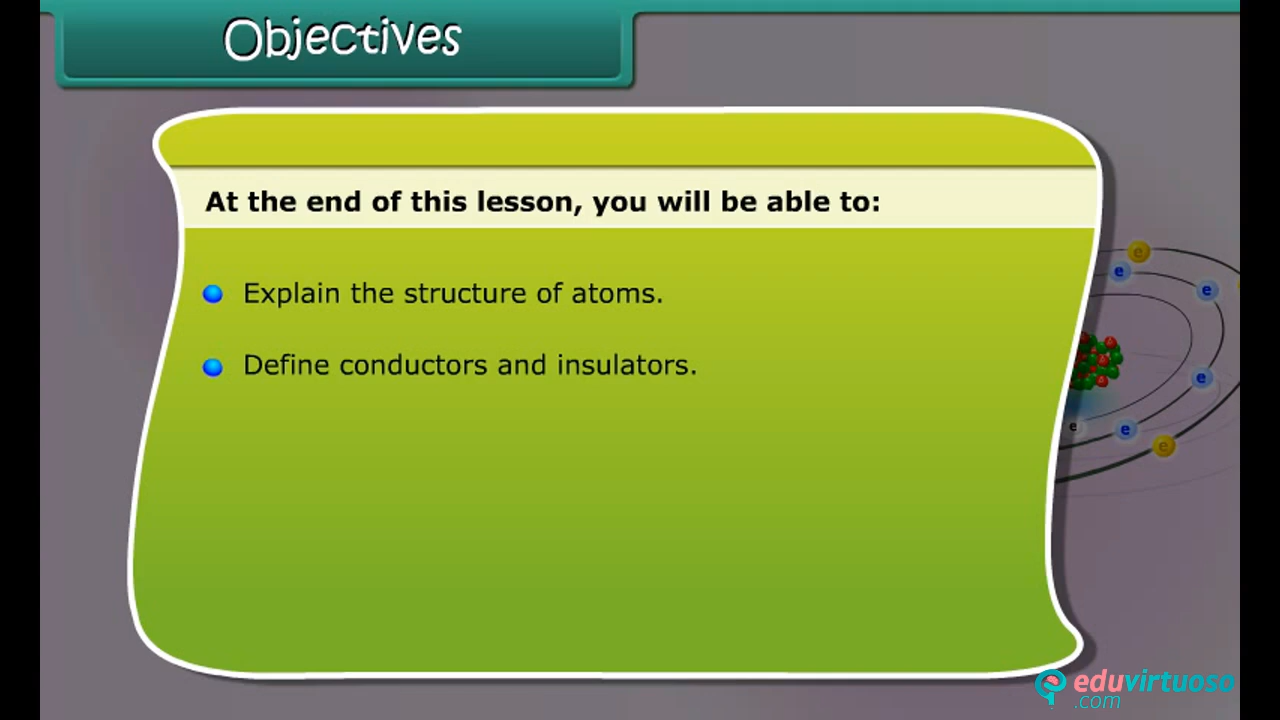 Objectives
At the end of this lesson, you will be able to:
Explain the structure of atoms.
Define conductors and insulators.
e
e
e
e
e
e
e
eduvirtuoso
.com